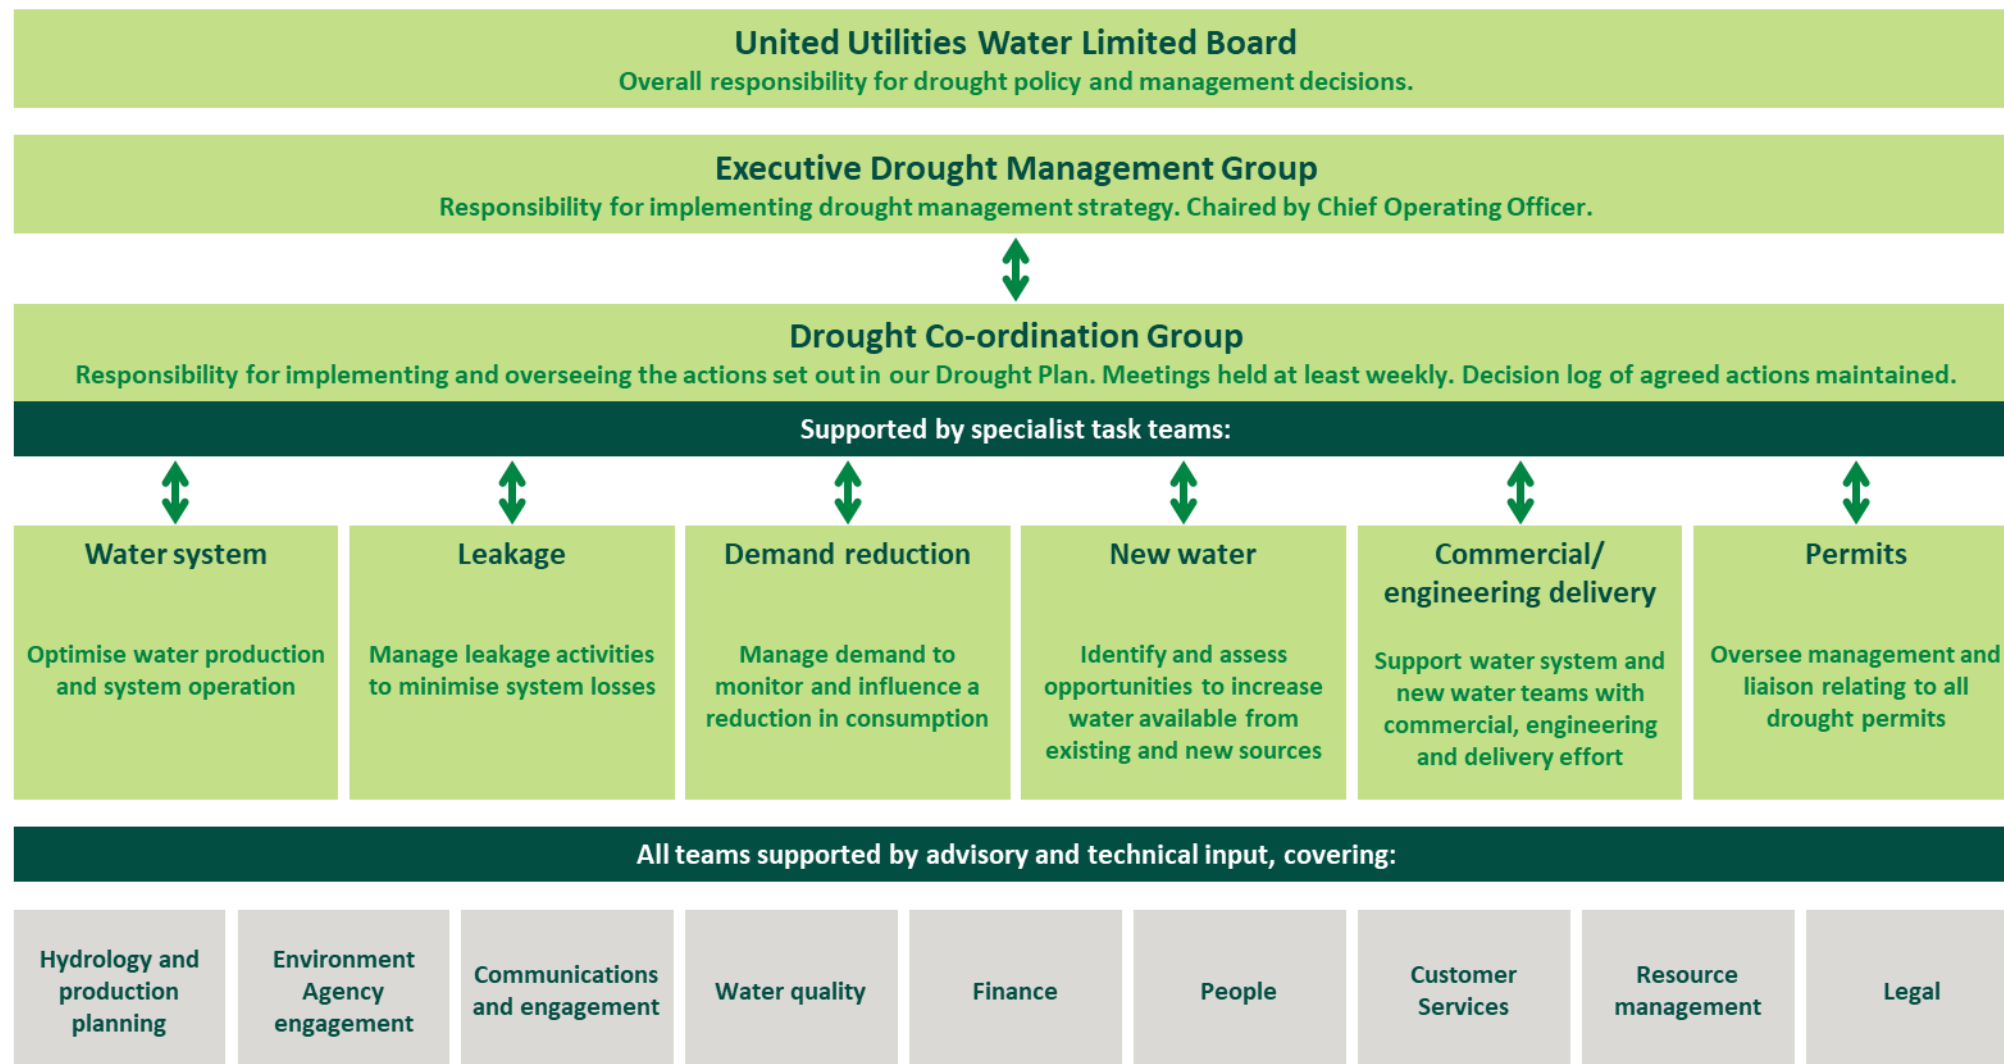 United Utilities Water Limited Board
Overall responsibility for drought policy and management decisions.
Executive Drought Management Group
Responsibility for implementing drought management strategy. Chaired by Chief Operating Officer.
Drought Co-ordination Group
Responsibility for implementing and overseeing the actions set out in our Drought Plan. Meetings held at least weekly. Decision log of agreed actions maintained.
Supported by specialist task teams:
Water system
Optimise water production
and system operation
Leakage
Manage leakage activities
to minimise system losses
Demand reduction
Manage demand to
monitor and influence a
reduction in consumption
New water
Identify and assess
opportunities to increase
water available from
existing and new sources
Commercial/
engineering delivery
Support water system and
new water teams with
commercial, engineering
and delivery effort
Permits
Oversee management and
liaison relating to all
drought permits
All teams supported by advisory and technical input, covering:
Hydrology and
production
planning
Environment
Agency
engagement
Communications
and engagement
Water quality
Finance
People
Customer
Services
Resource
management
Legal